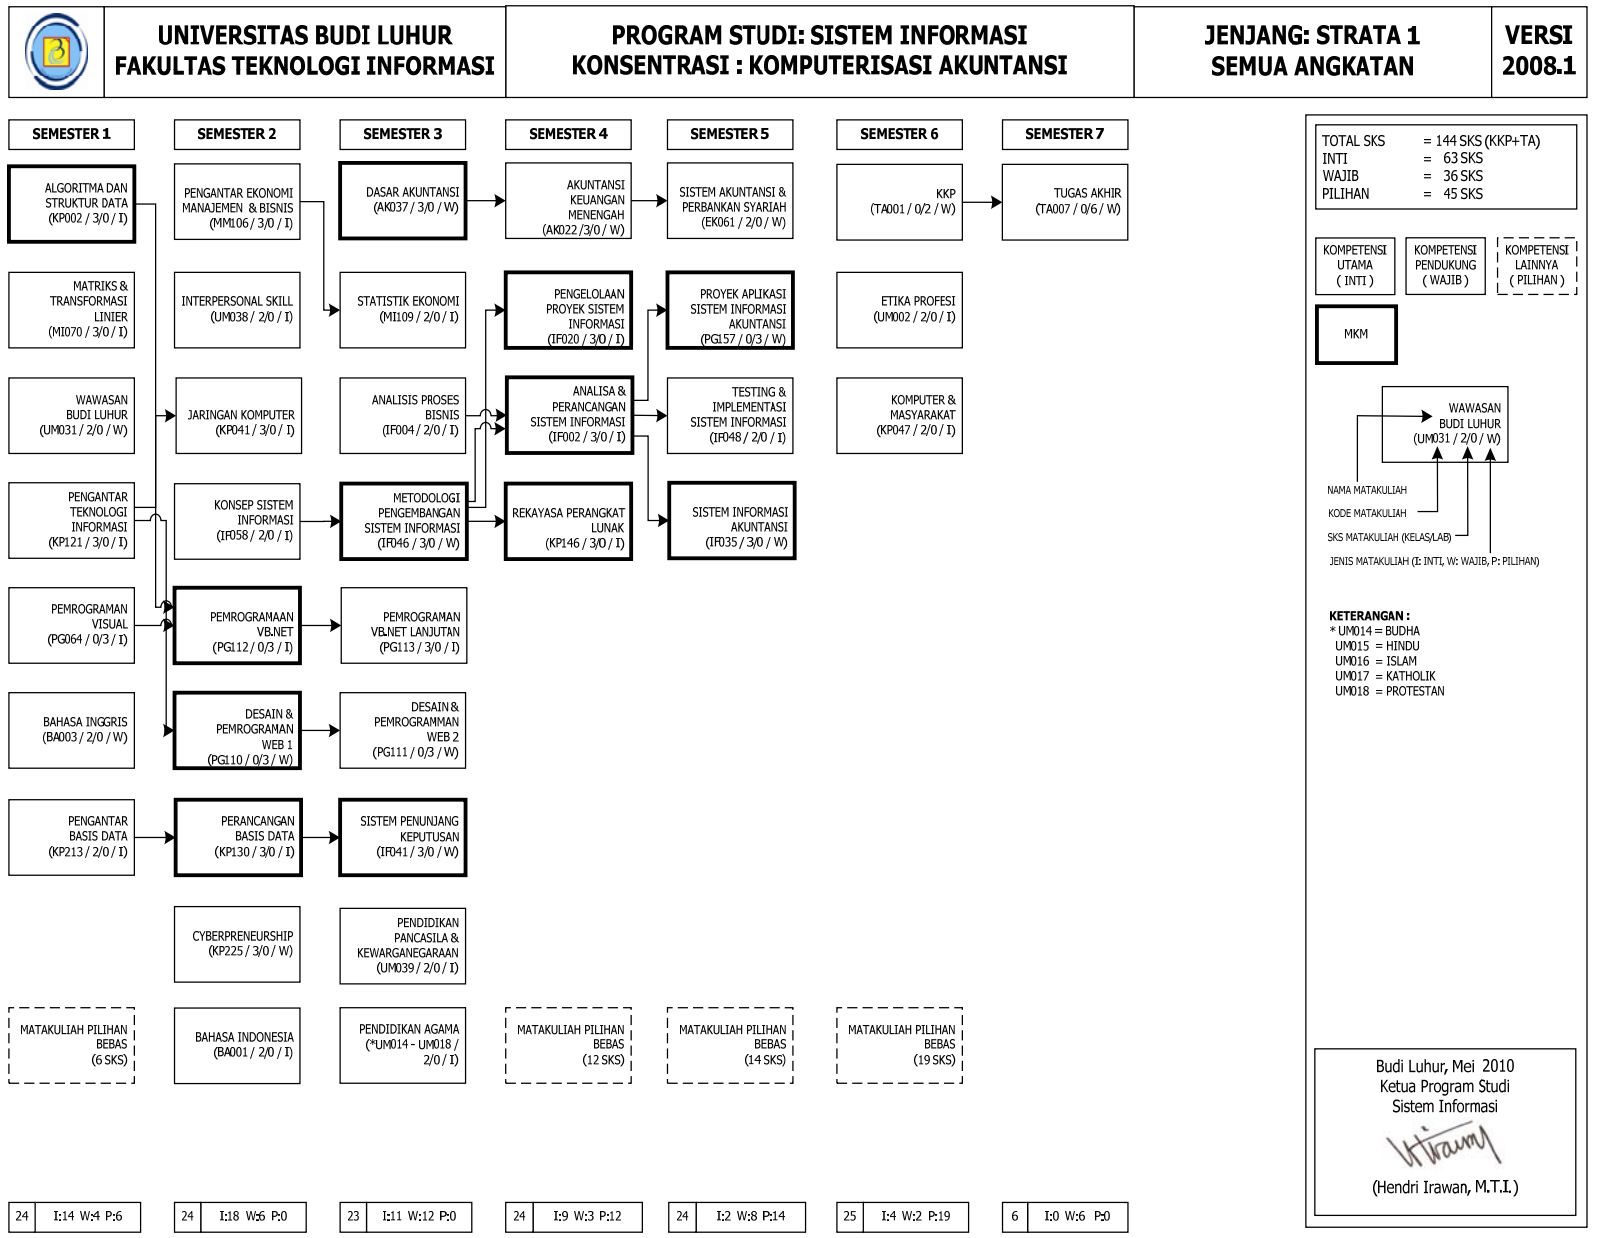 UNIVERSITAS BUDI LUHUR
FAKULTAS TEKNOLOGI INFORMASI
PROGRAM STUDI: SISTEM INFORMASI
KONSENTRASI : KOMPUTERISASI AKUNTANSI
JENJANG: STRATA 1
SEMUA ANGKATAN
VERSI
2008.1
SEMESTER 1
ALGORITMA DAN
STRUKTUR DATA
(KP002 / 3/0 / I)
MATRIKS &
TRANSFORMASI
LINIER
(MI070 / 3/0 / I)
WAWASAN
BUDI LUHUR
(UM031 / 2/0 / W)
PENGANTAR
TEKNOLOGI
INFORMASI
(KP121 / 3/0 / I)
PEMROGRAMAN
VISUAL
(PG064 / 0/3 / I)
BAHASA INGGRIS
(BA003 / 2/0 / W)
PENGANTAR
BASIS DATA
(KP213 / 2/0 / I)
MATAKULIAH PILIHAN
BEBAS
(6 SKS)
24 I:14 W:4 P:6
SEMESTER 2
PENGANTAR EKONOMI
MANAJEMEN & BISNIS
(MM106 / 3/0 / I)
INTERPERSONAL SKILL
(UM038 / 2/0 / I)
JARINGAN KOMPUTER
(KP041 / 3/0 / I)
KONSEP SISTEM
INFORMASI
(IF058 / 2/0 / I)
PEMROGRAMAAN
VB.NET
(PG112 / 0/3 / I)
DESAIN &
PEMROGRAMAN
WEB 1
(PG110 / 0/3 / W)
PERANCANGAN
BASIS DATA
(KP130 / 3/0 / I)
CYBERPRENEURSHIP
(KP225 / 3/0 / W)
BAHASA INDONESIA
(BA001 / 2/0 / I)
24 I:18 W:6 P:0
SEMESTER 3
DASAR AKUNTANSI
(AK037 / 3/0 / W)
STATISTIK EKONOMI
(MI109 / 2/0 / I)
ANALISIS PROSES
BISNIS
(IF004 / 2/0 / I)
METODOLOGI
PENGEMBANGAN
SISTEM INFORMASI
(IF046 / 3/0 / W)
PEMROGRAMAN
VB.NET LANJUTAN
(PG113 / 3/0 / I)
DESAIN &
PEMROGRAMMAN
WEB 2
(PG111 / 0/3 / W)
SISTEM PENUNJANG
KEPUTUSAN
(IF041 / 3/0 / W)
PENDIDIKAN
PANCASILA &
KEWARGANEGARAAN
(UM039 / 2/0 / I)
PENDIDIKAN AGAMA
(*UM014 - UM018 /
2/0 / I)
23 I:11 W:12 P:0
SEMESTER 4
AKUNTANSI
KEUANGAN
MENENGAH
(AK022 /3/0 / W)
PENGELOLAAN
PROYEK SISTEM
INFORMASI
(IF020 / 3/0 / I)
ANALISA &
PERANCANGAN
SISTEM INFORMASI
(IF002 / 3/0 / I)
REKAYASA PERANGKAT
LUNAK
(KP146 / 3/0 / I)
MATAKULIAH PILIHAN
BEBAS
(12 SKS)
24 I:9 W:3 P:12
SEMESTER 5
SISTEM AKUNTANSI &
PERBANKAN SYARIAH
(EK061 / 2/0 / W)
PROYEK APLIKASI
SISTEM INFORMASI
AKUNTANSI
(PG157 / 0/3 / W)
TESTING &
IMPLEMENTASI
SISTEM INFORMASI
(IF048 / 2/0 / I)
SISTEM INFORMASI
AKUNTANSI
(IF035 / 3/0 / W)
MATAKULIAH PILIHAN
BEBAS
(14 SKS)
24 I:2 W:8 P:14
SEMESTER 6
KKP
(TA001 / 0/2 / W)
ETIKA PROFESI
(UM002 / 2/0 / I)
KOMPUTER &
MASYARAKAT
(KP047 / 2/0 / I)
MATAKULIAH PILIHAN
BEBAS
(19 SKS)
25 I:4 W:2 P:19
SEMESTER 7
TUGAS AKHIR
(TA007 / 0/6 / W)
6 I:0 W:6 P:0
TOTAL SKS = 144 SKS (KKP+TA)
INTI = 63 SKS
WAJIB = 36 SKS
PILIHAN = 45 SKS
KOMPETENSI
UTAMA
( INTI )
KOMPETENSI
PENDUKUNG
( WAJIB )
KOMPETENSI
LAINNYA
( PILIHAN )
MKM
WAWASAN
BUDI LUHUR
(UM031 / 2/0 / W)
NAMA MATAKULIAH
KODE MATAKULIAH
SKS MATAKULIAH (KELAS/LAB)
JENIS MATAKULIAH (I: INTI, W: WAJIB, P: PILIHAN)
KETERANGAN :
* UM014 = BUDHA
UM015 = HINDU
UM016 = ISLAM
UM017 = KATHOLIK
UM018 = PROTESTAN
Budi Luhur, Mei 2010
Ketua Program Studi
Sistem Informasi
(Hendri Irawan, M.T.I.)